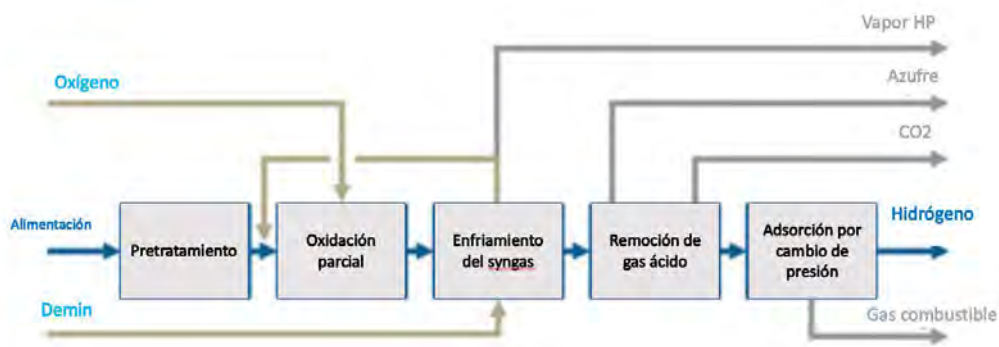 Vapor HP
Oxígeno
Azufre
CO2
Alimentación
Pretratamiento
Oxidación
parcial
Enfriamiento
del syngas
Remoción de
gas ácido
Adsorción por
cambio de
presión
Hidrógeno
Demin
Gas combustible